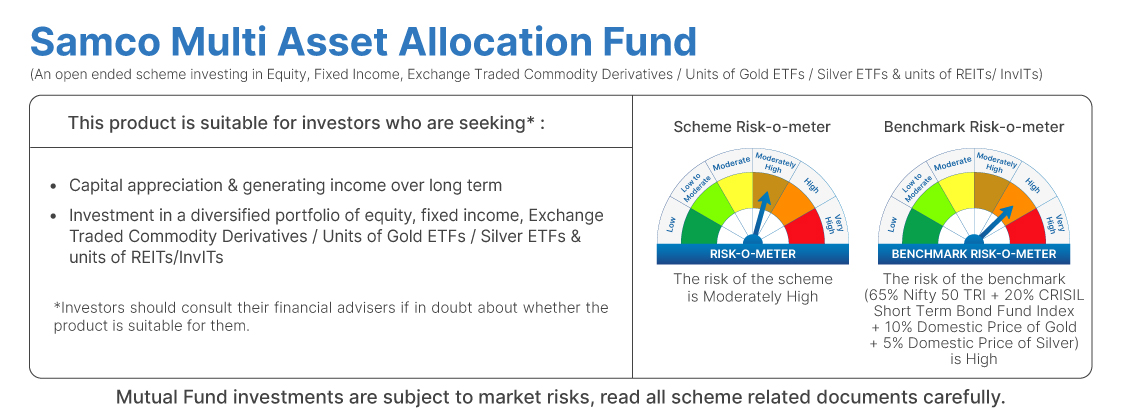 Samco Multi Asset Allocation Fund
(An open ended scheme investing in Equity, Fixed Income, Exchange Traded Commodity Derivatives / Units of Gold ETFs / Silver ETFs & units of REITs/ InvITs)
This product is suitable for investors who are seeking* :
• Capital appreciation & generating income over long term
• Investment in a diversified portfolio of equity, fixed income, Exchange
Traded Commodity Derivatives / Units of Gold ETFs / Silver ETFs &
units of REITs/InvITs
*Investors should consult their financial advisers if in doubt about whether the
product is suitable for them.
Scheme Risk-o-meter
Low
Low to
Moderate
Moderate
Moderately
High
High
Very
High
RISK-O-METER
The risk of the scheme
is Moderately High
Benchmark Risk-o-meter
Low
Low to
Moderate
Moderate
Moderately
High
High
Very
High
BENCHMARK RISK-O-METER
The risk of the benchmark
(65% Nifty 50 TRI + 20% CRISIL
Short Term Bond Fund Index
+ 10% Domestic Price of Gold
+ 5% Domestic Price of Silver)
is High
Mutual Fund investments are subject to market risks, read all scheme related documents carefully.